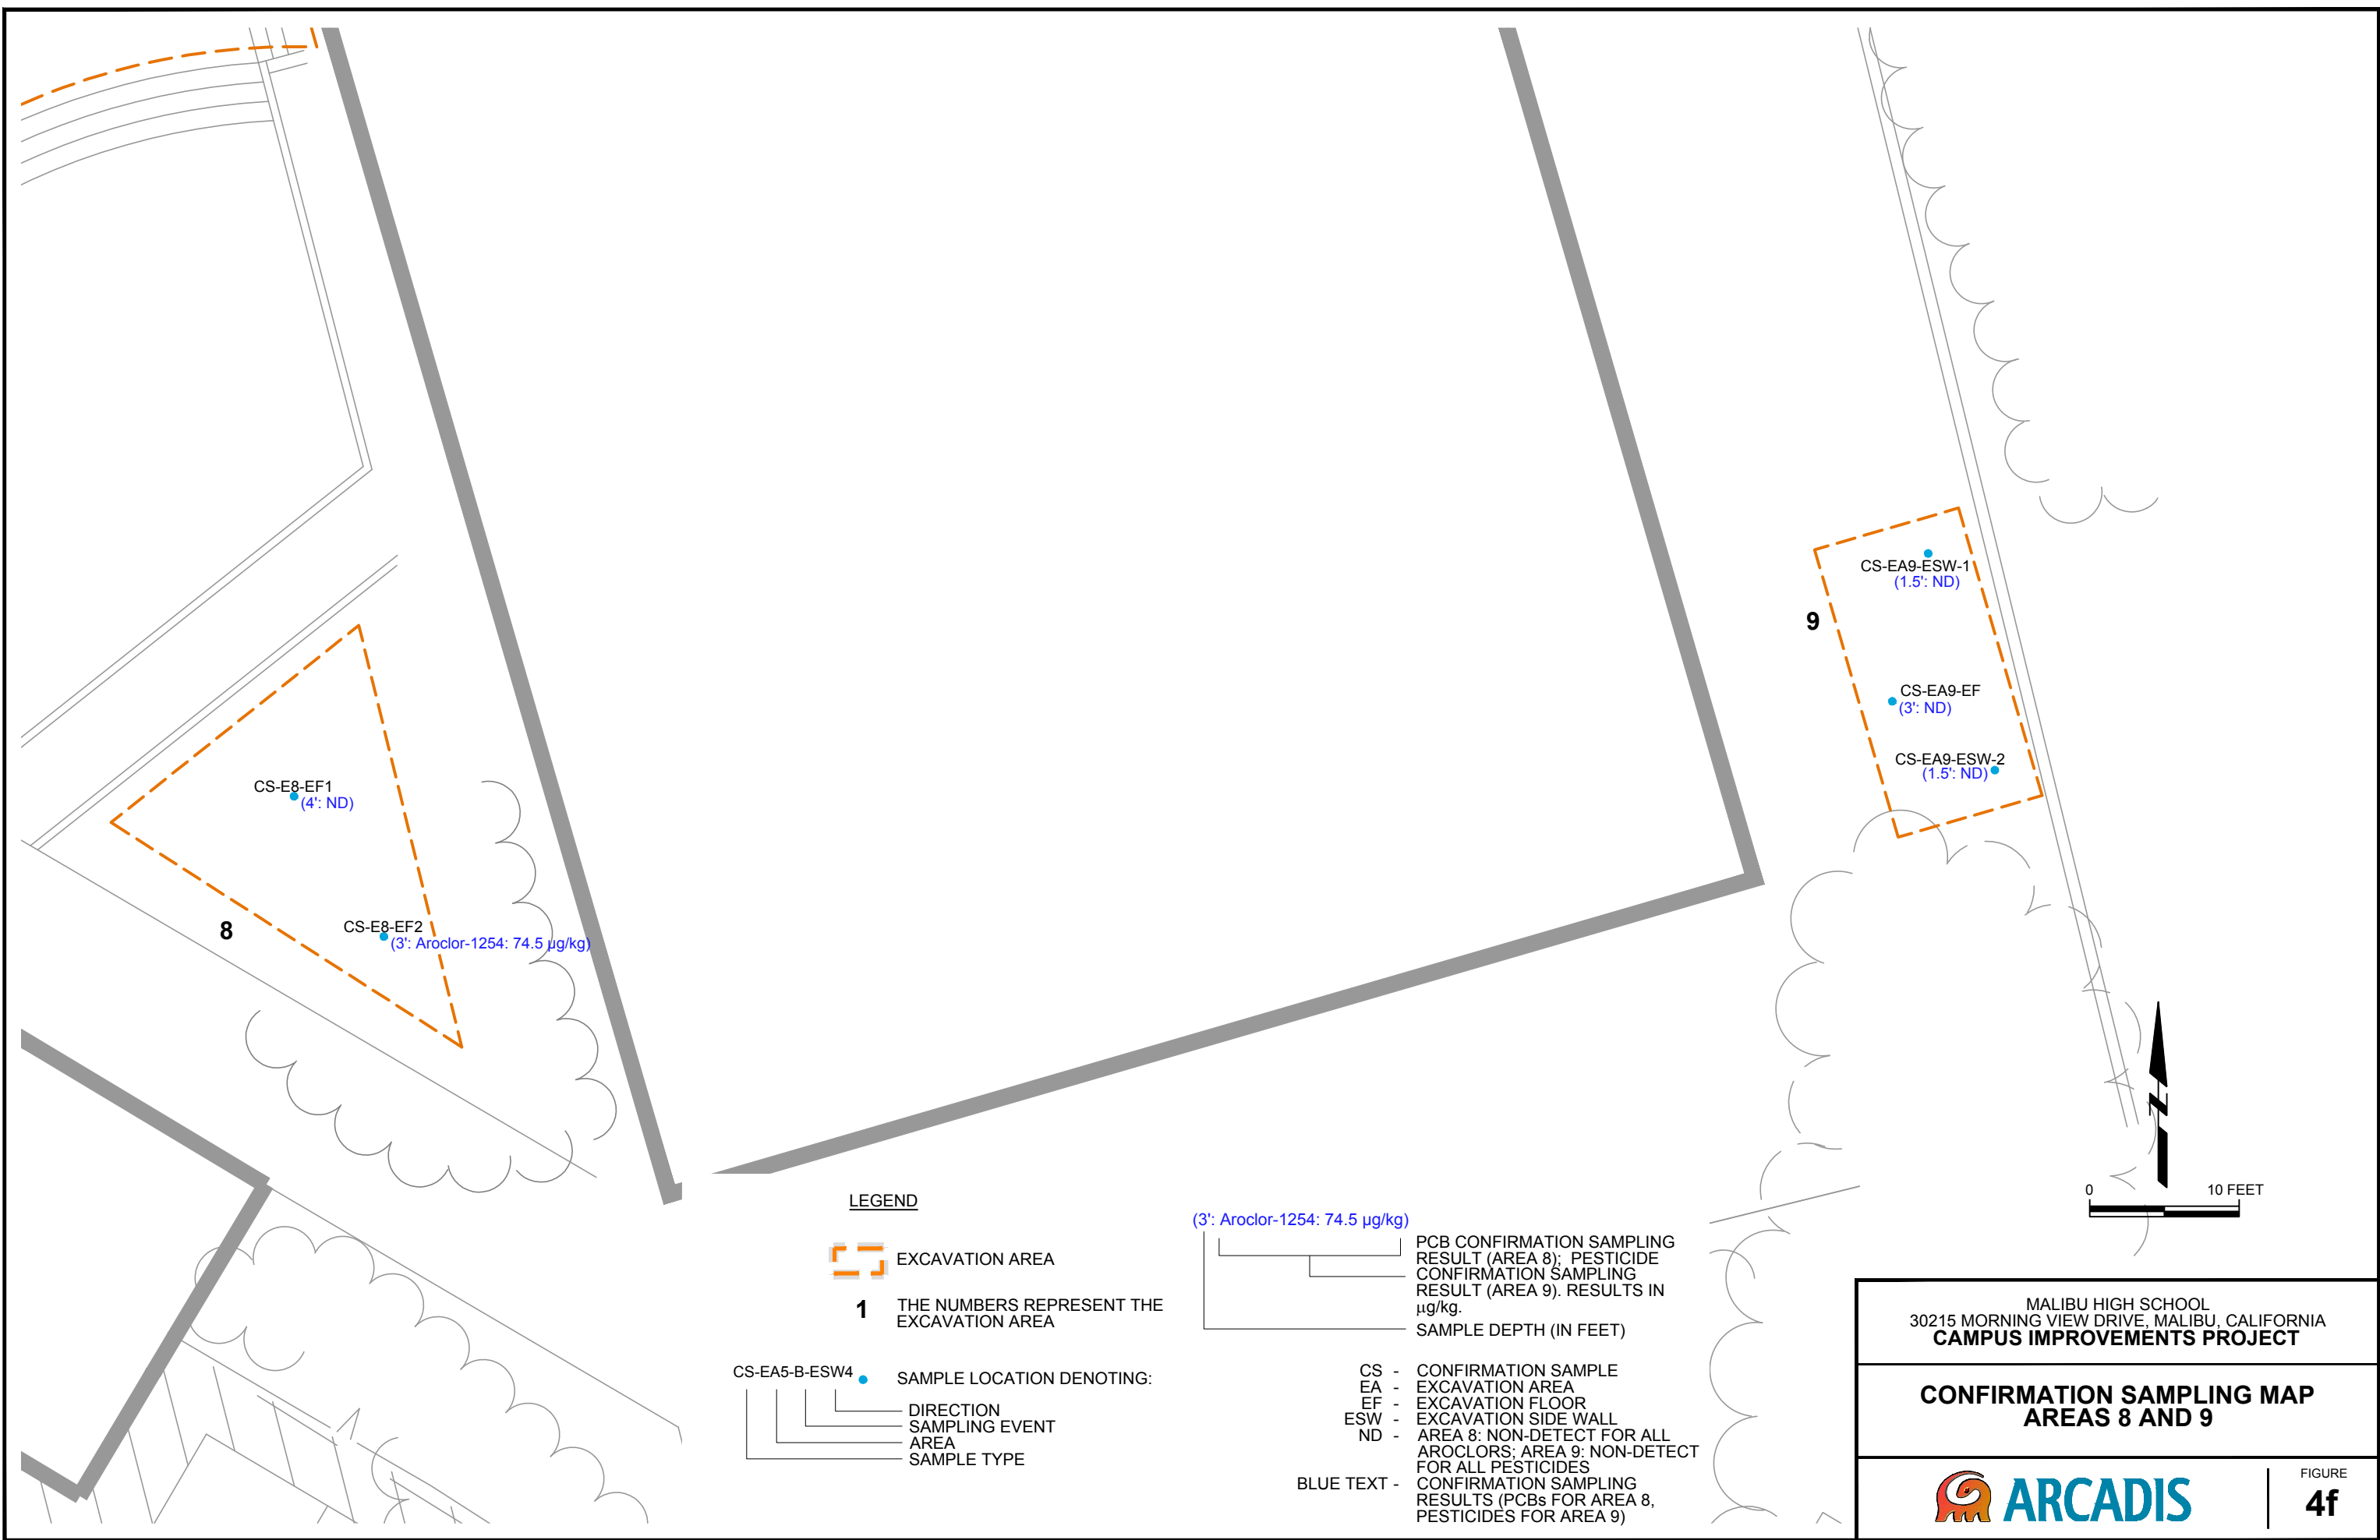 CS-EA9-ESW-1
(1.5': ND)
9
CS-EA9-EF
(3': ND)
CS-EA9-ESW-2
(1.5': ND)
CS-E8-EF1
(4': ND)
8
CS-E8-EF2
(3': Aroclor-1254: 74.5 µg/kg)
N
0 10 FEET
LEGEND
EXCAVATION AREA
1 THE NUMBERS REPRESENT THE
EXCAVATION AREA
CS-EA5-B-ESW4 SAMPLE LOCATION DENOTING:
DIRECTION
SAMPLING EVENT
AREA
SAMPLE TYPE
(3': Aroclor-1254: 74.5 µg/kg)
PCB CONFIRMATION SAMPLING
RESULT (AREA 8); PESTICIDE
CONFIRMATION SAMPLING
RESULT (AREA 9). RESULTS IN
µg/kg.
SAMPLE DEPTH (IN FEET)
CS - CONFIRMATION SAMPLE
EA - EXCAVATION AREA
EF - EXCAVATION FLOOR
ESW - EXCAVATION SIDE WALL
ND - AREA 8: NON-DETECT FOR ALL
AROCLORS; AREA 9: NON-DETECT
FOR ALL PESTICIDES
BLUE TEXT - CONFIRMATION SAMPLING
RESULTS (PCBs FOR AREA 8,
PESTICIDES FOR AREA 9)
MALIBU HIGH SCHOOL
30215 MORNING VIEW DRIVE, MALIBU, CALIFORNIA
CAMPUS IMPROVEMENTS PROJECT
CONFIRMATION SAMPLING MAP
AREAS 8 AND 9
ARCADIS
FIGURE
4f